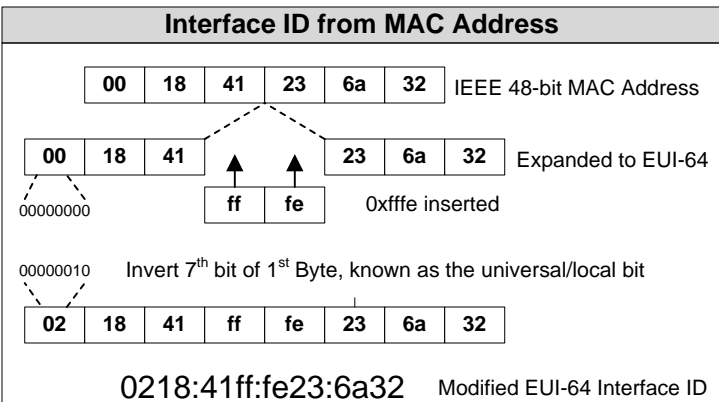 Interface ID from MAC Address
00 18 41 23 6a 32 IEEE 48-bit MAC Address
00 18 41 23 6a 32 Expanded to EUI-64
00000000 ff fe 0xfffe inserted
00000010 Invert 7th bit of 1st Byte, known as the universal/local bit
02 18 41 ff fe 23 6a 32
0218:41ff:fe23:6a32 Modified EUI-64 Interface ID